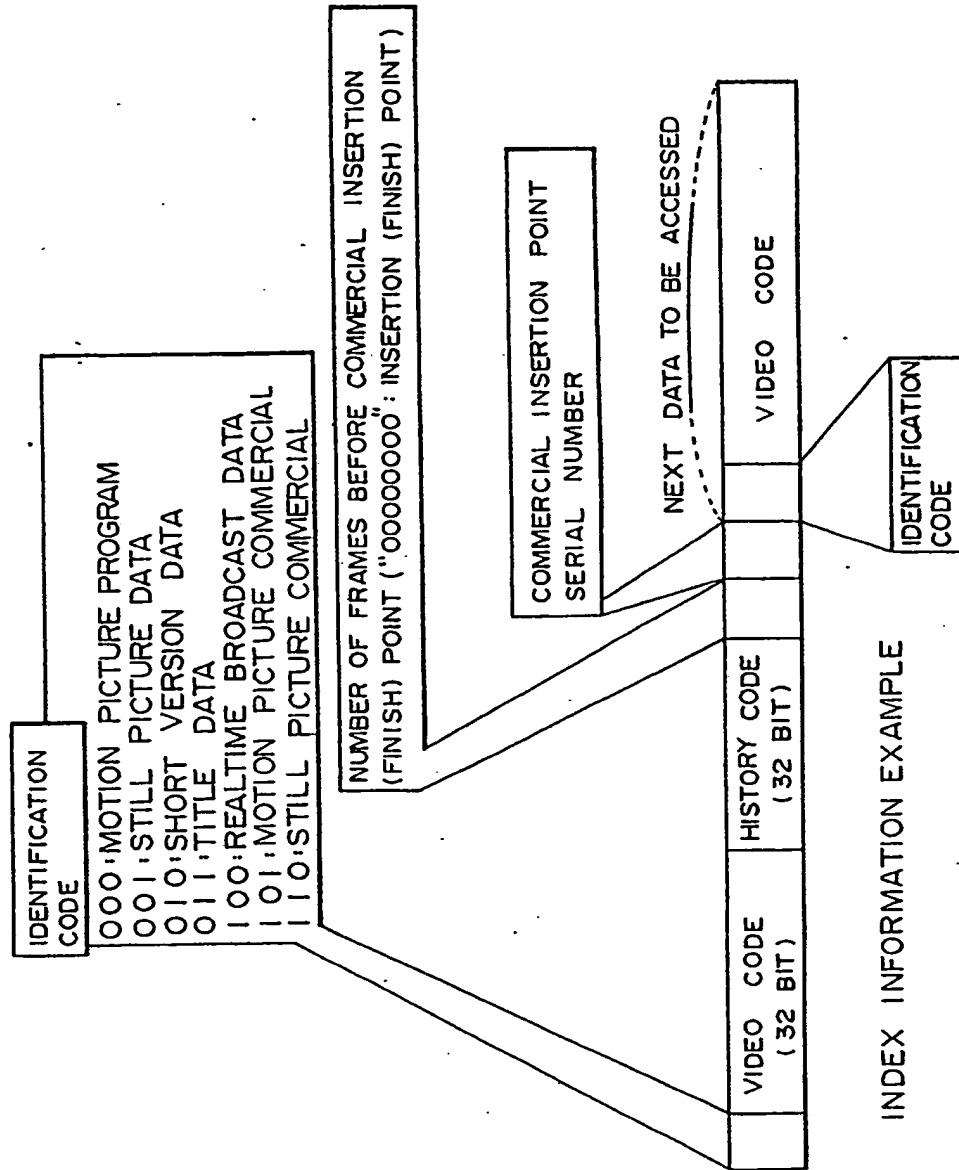 IDENTIFICATION
CODE
000:MOTION PICTURE PROGRAM
001:STILL PICTURE DATA
010:SHORT VERSION DATA
011:TITLE DATA
100:REALTIME BROADCAST DATA
101:MOTION PICTURE COMMERCIAL
110:STILL PICTURE COMMERCIAL
NUMBER OF FRAMES BEFORE COMMERCIAL INSERTION
(FINISH) POINT ("0000000": INSERTION (FINISH) POINT)
COMMERCIAL INSERTION POINT
SERIAL NUMBER
NEXT DATA TO BE ACCESSED
VIDEO CODE
(32 BIT)
HISTORY CODE
(32 BIT)
VIDEO CODE
IDENTIFICATION
CODE
INDEX INFORMATION EXAMPLE